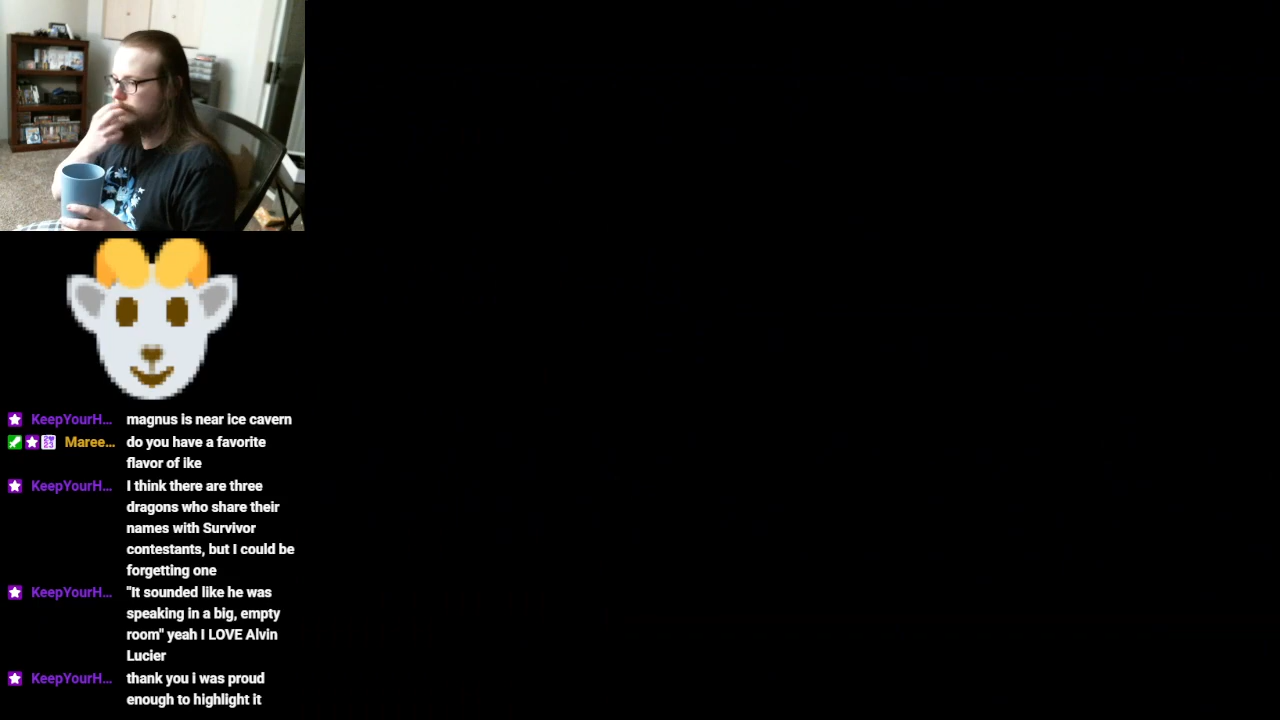 KeepYourH... magnus is near ice cavern
Maree... do you have a favorite
flavor of ike
KeepYourH... I think there are three
dragons who share their
names with Survivor
contestants, but I could be
forgetting one
KeepYourH... "It sounded like he was
speaking in a big, empty
room" yeah I LOVE Alvin
Lucier
KeepYourH... thank you i was proud
enough to highlight it